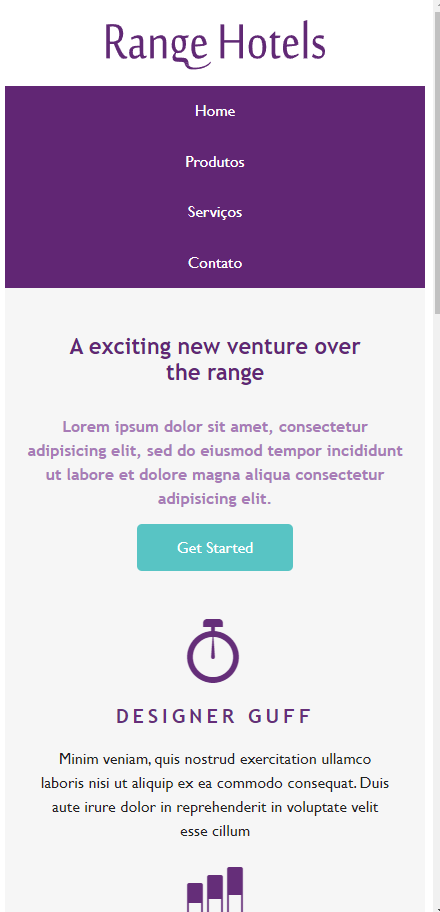 Range Hotels
Home
Produtos
Serviços
Contato
A exciting new venture over
the range
Lorem ipsum dolor sit amet, consectetur
adipisicing elit, sed do eiusmod tempor incididunt
ut labore et dolore magna aliqua consectetur
adipisicing elit.
Get Started
DESIGNER GUFF
Minim veniam, quis nostrud exercitation ullamco
laboris nisi ut aliquip ex ea commodo consequat. Duis
aute irure dolor in reprehenderit in voluptate velit
esse cillum